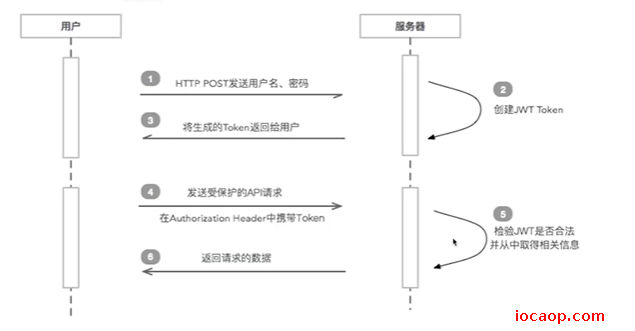 用户
服务器
1
HTTP POST发送用户名、密码
2
创建JWT Token
3
将生成的Token返回给用户
4
发送受保护的API请求
在Authorization Header中携带Token
5
检验JWT是否合法
并从中取得相关信息
6
返回请求的数据
iocaop.com